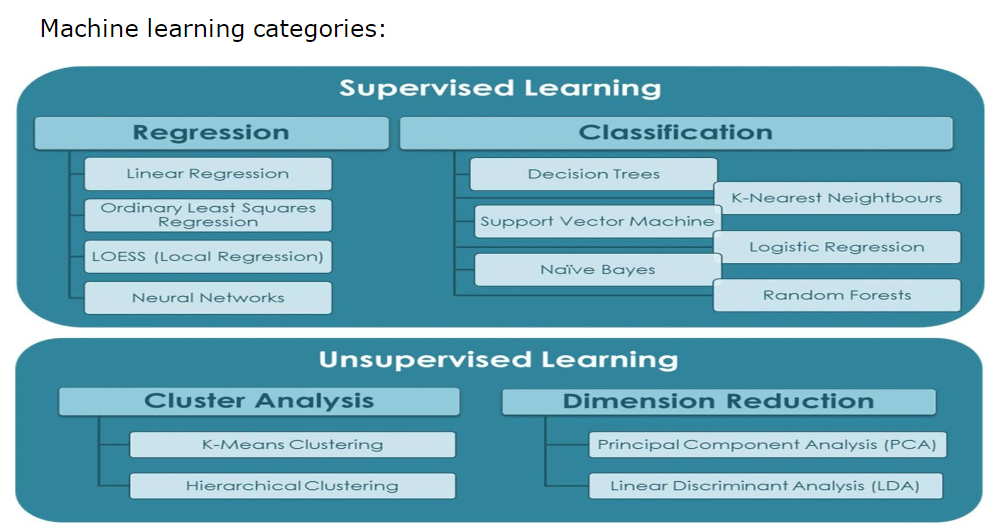 Machine learning categories:
Supervised Learning
Regression
Linear Regression
Ordinary Least Squares
Regression
LOESS (Local Regression)
Neural Networks
Classification
Decision Trees
K-Nearest Neightbours
Support Vector Machine
Logistic Regression
Naïve Bayes
Random Forests
Unsupervised Learning
Cluster Analysis
K-Means Clustering
Hierarchical Clustering
Dimension Reduction
Principal Component Analysis (PCA)
Linear Discriminant Analysis (LDA)